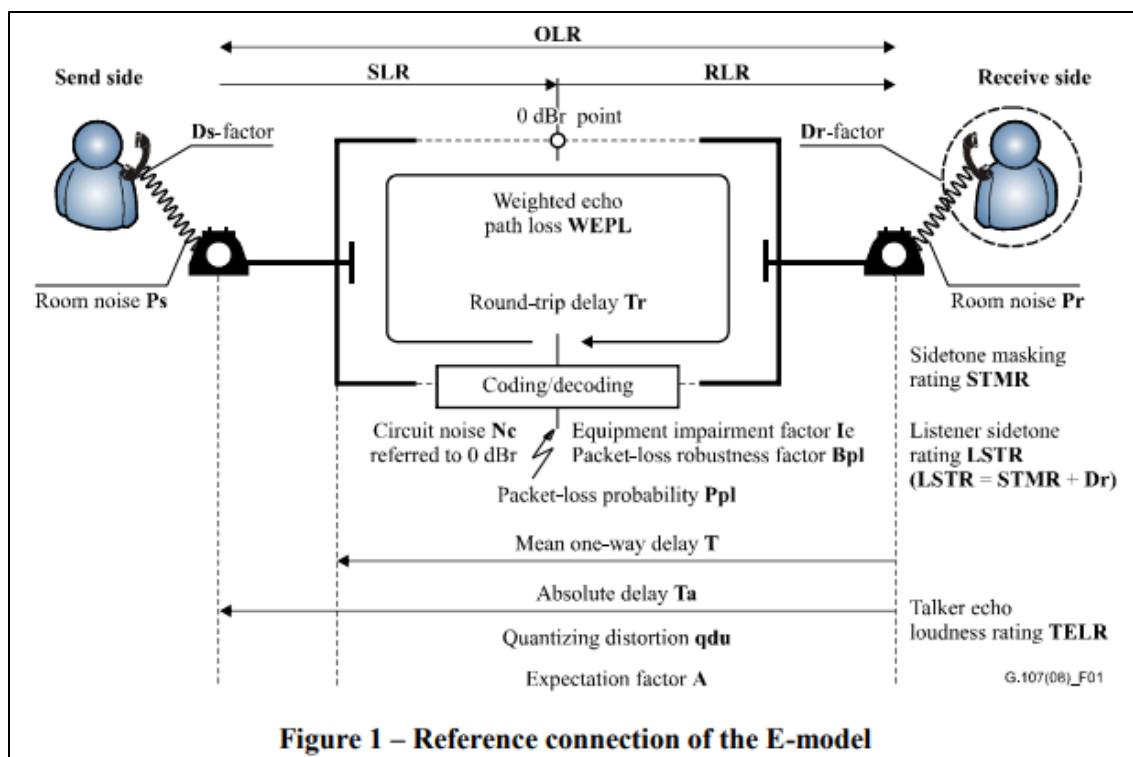 OLR
SLR
RLR
Send side
Receive side
0 dBr point
Ds-factor
Dr-factor
Weighted echo
path loss WEPL
Room noise Ps
Round-trip delay Tr
Room noise Pr
Sidetone masking
rating STMR
Coding/decoding
Circuit noise Nc
referred to 0 dBr
Equipment impairment factor Ie
Packet-loss robustness factor Bpl
Listener sidetone
rating LSTR
(LSTR = STMR + Dr)
Packet-loss probability Ppl
Mean one-way delay T
Absolute delay Ta
Talker echo
loudness rating TELR
Quantizing distortion qdu
Expectation factor A
G.107(08)_F01
Figure 1 – Reference connection of the E-model